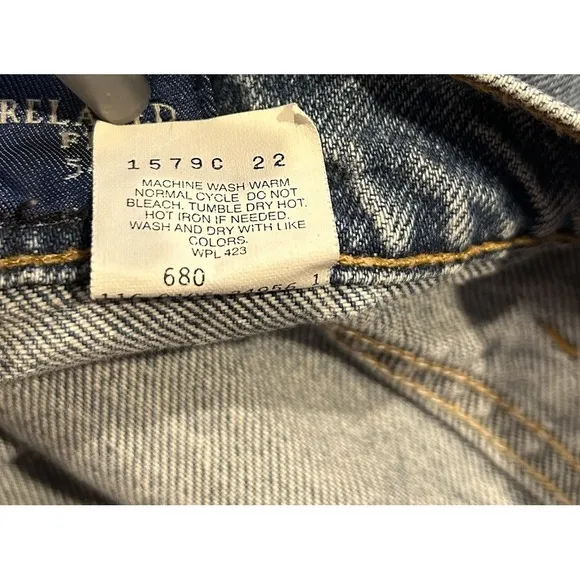 1579C 22
MACHINE WASH WARM
NORMAL CYCLE DO NOT
BLEACH. TUMBLE DRY HOT.
HOT IRON IF NEEDED.
WASH AND DRY WITH LIKE
COLORS.
WPL 423
680